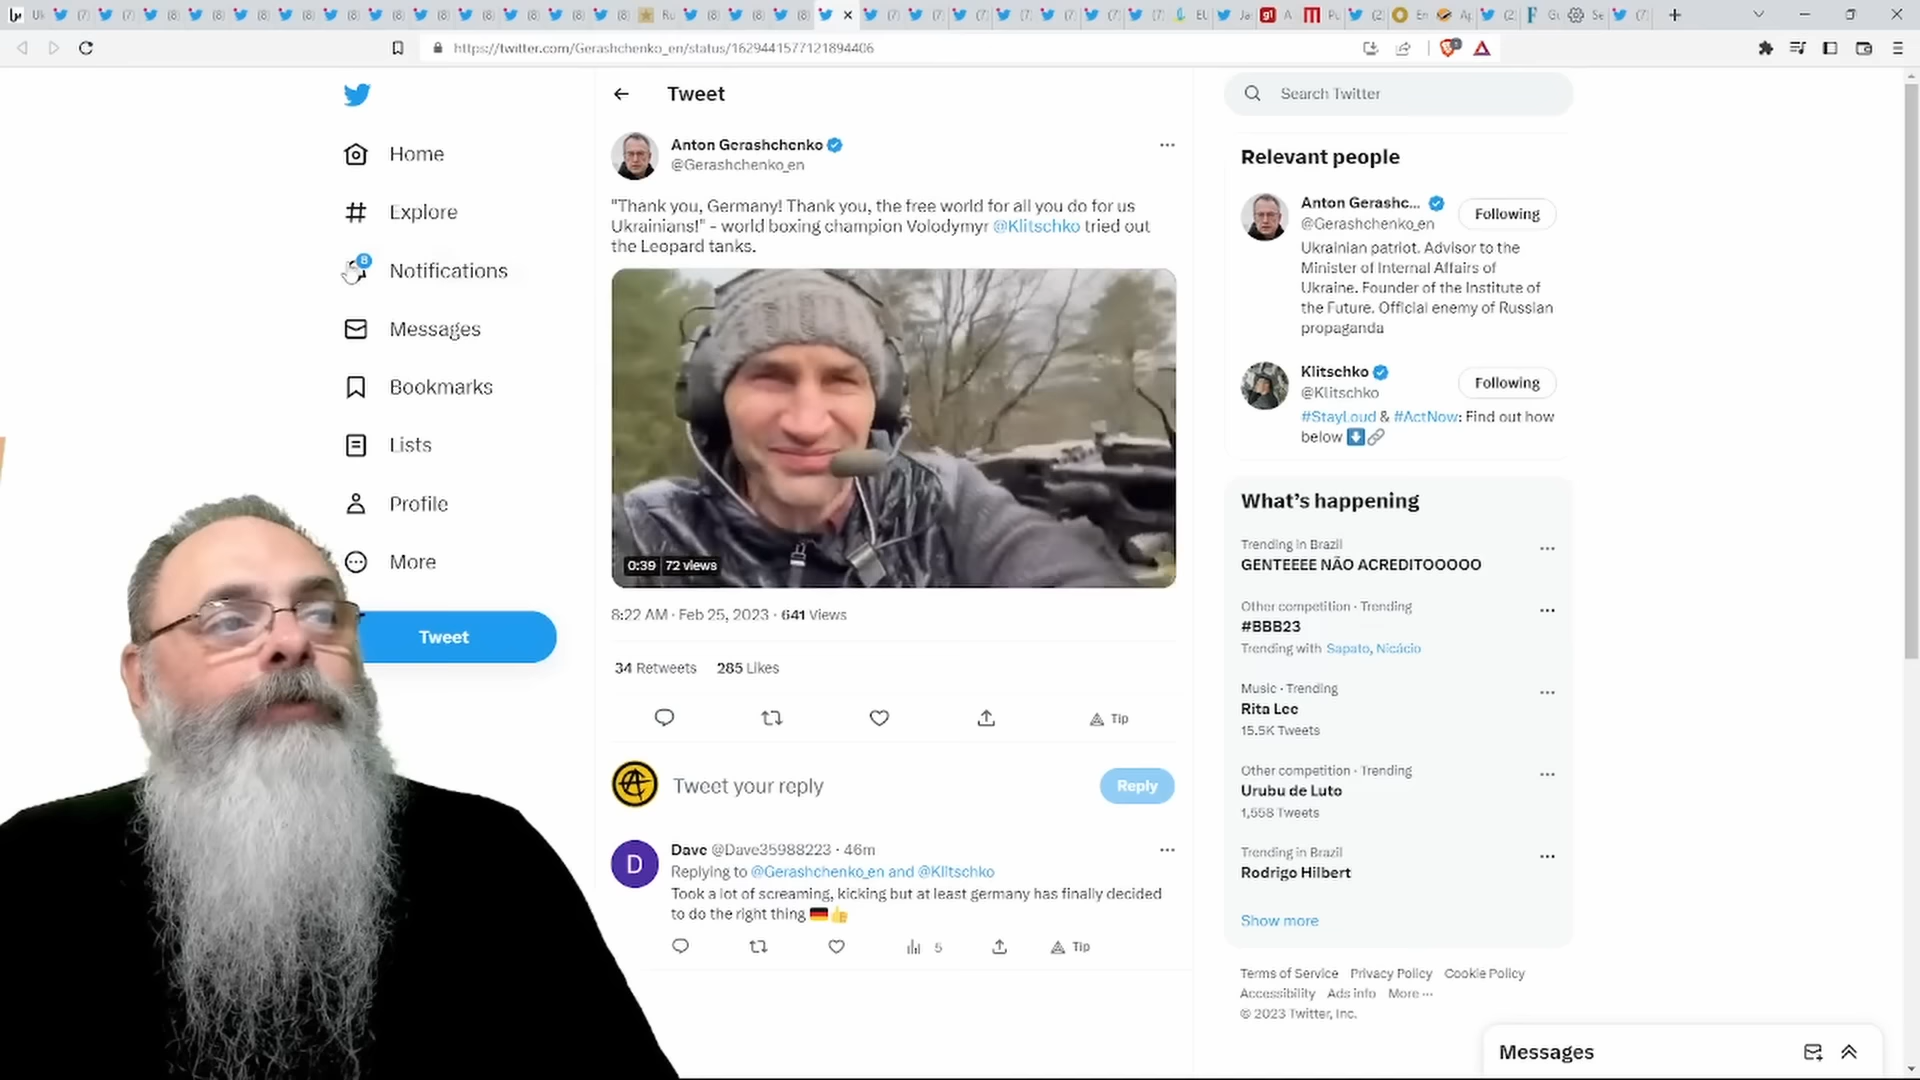 https://twitter.com/Gerashchenko_en/status/1629441577121894406
Home
Explore
8
Notifications
Messages
Bookmarks
Lists
Profile
More
Tweet
Tweet
Anton Gerashchenko
@Gerashchenko_en
"Thank you, Germany! Thank you, the free world for all you do for us
Ukrainians!" - world boxing champion Volodymyr @Klitschko tried out
the Leopard tanks.
0:39 72 views
8:22 AM · Feb 25, 2023 · 641 Views
34 Retweets 285 Likes
Tip
Tweet your reply
Reply
D
Dave @Dave35988223 · 46m
Replying to @Gerashchenko_en and @Klitschko
Took a lot of screaming, kicking but at least germany has finally decided
to do the right thing
5
Tip
Search Twitter
Relevant people
Anton Gerashc...
Following
@Gerashchenko_en
Ukrainian patriot. Advisor to the
Minister of Internal Affairs of
Ukraine. Founder of the Institute of
the Future. Official enemy of Russian
propaganda
Klitschko
@Klitschko
Following
#StayLoud & #ActNow: Find out how
below
What's happening
Trending in Brazil
GENTEEEE NÃO ACREDITOOOOO
Other competition · Trending
#BBB23
Trending with Sapato, Nicácio
Music · Trending
Rita Lee
15.5K Tweets
Other competition · Trending
Urubu de Luto
1,558 Tweets
Trending in Brazil
Rodrigo Hilbert
Show more
Terms of Service Privacy Policy Cookie Policy
Accessibility Ads info More ...
© 2023 Twitter, Inc.
Messages